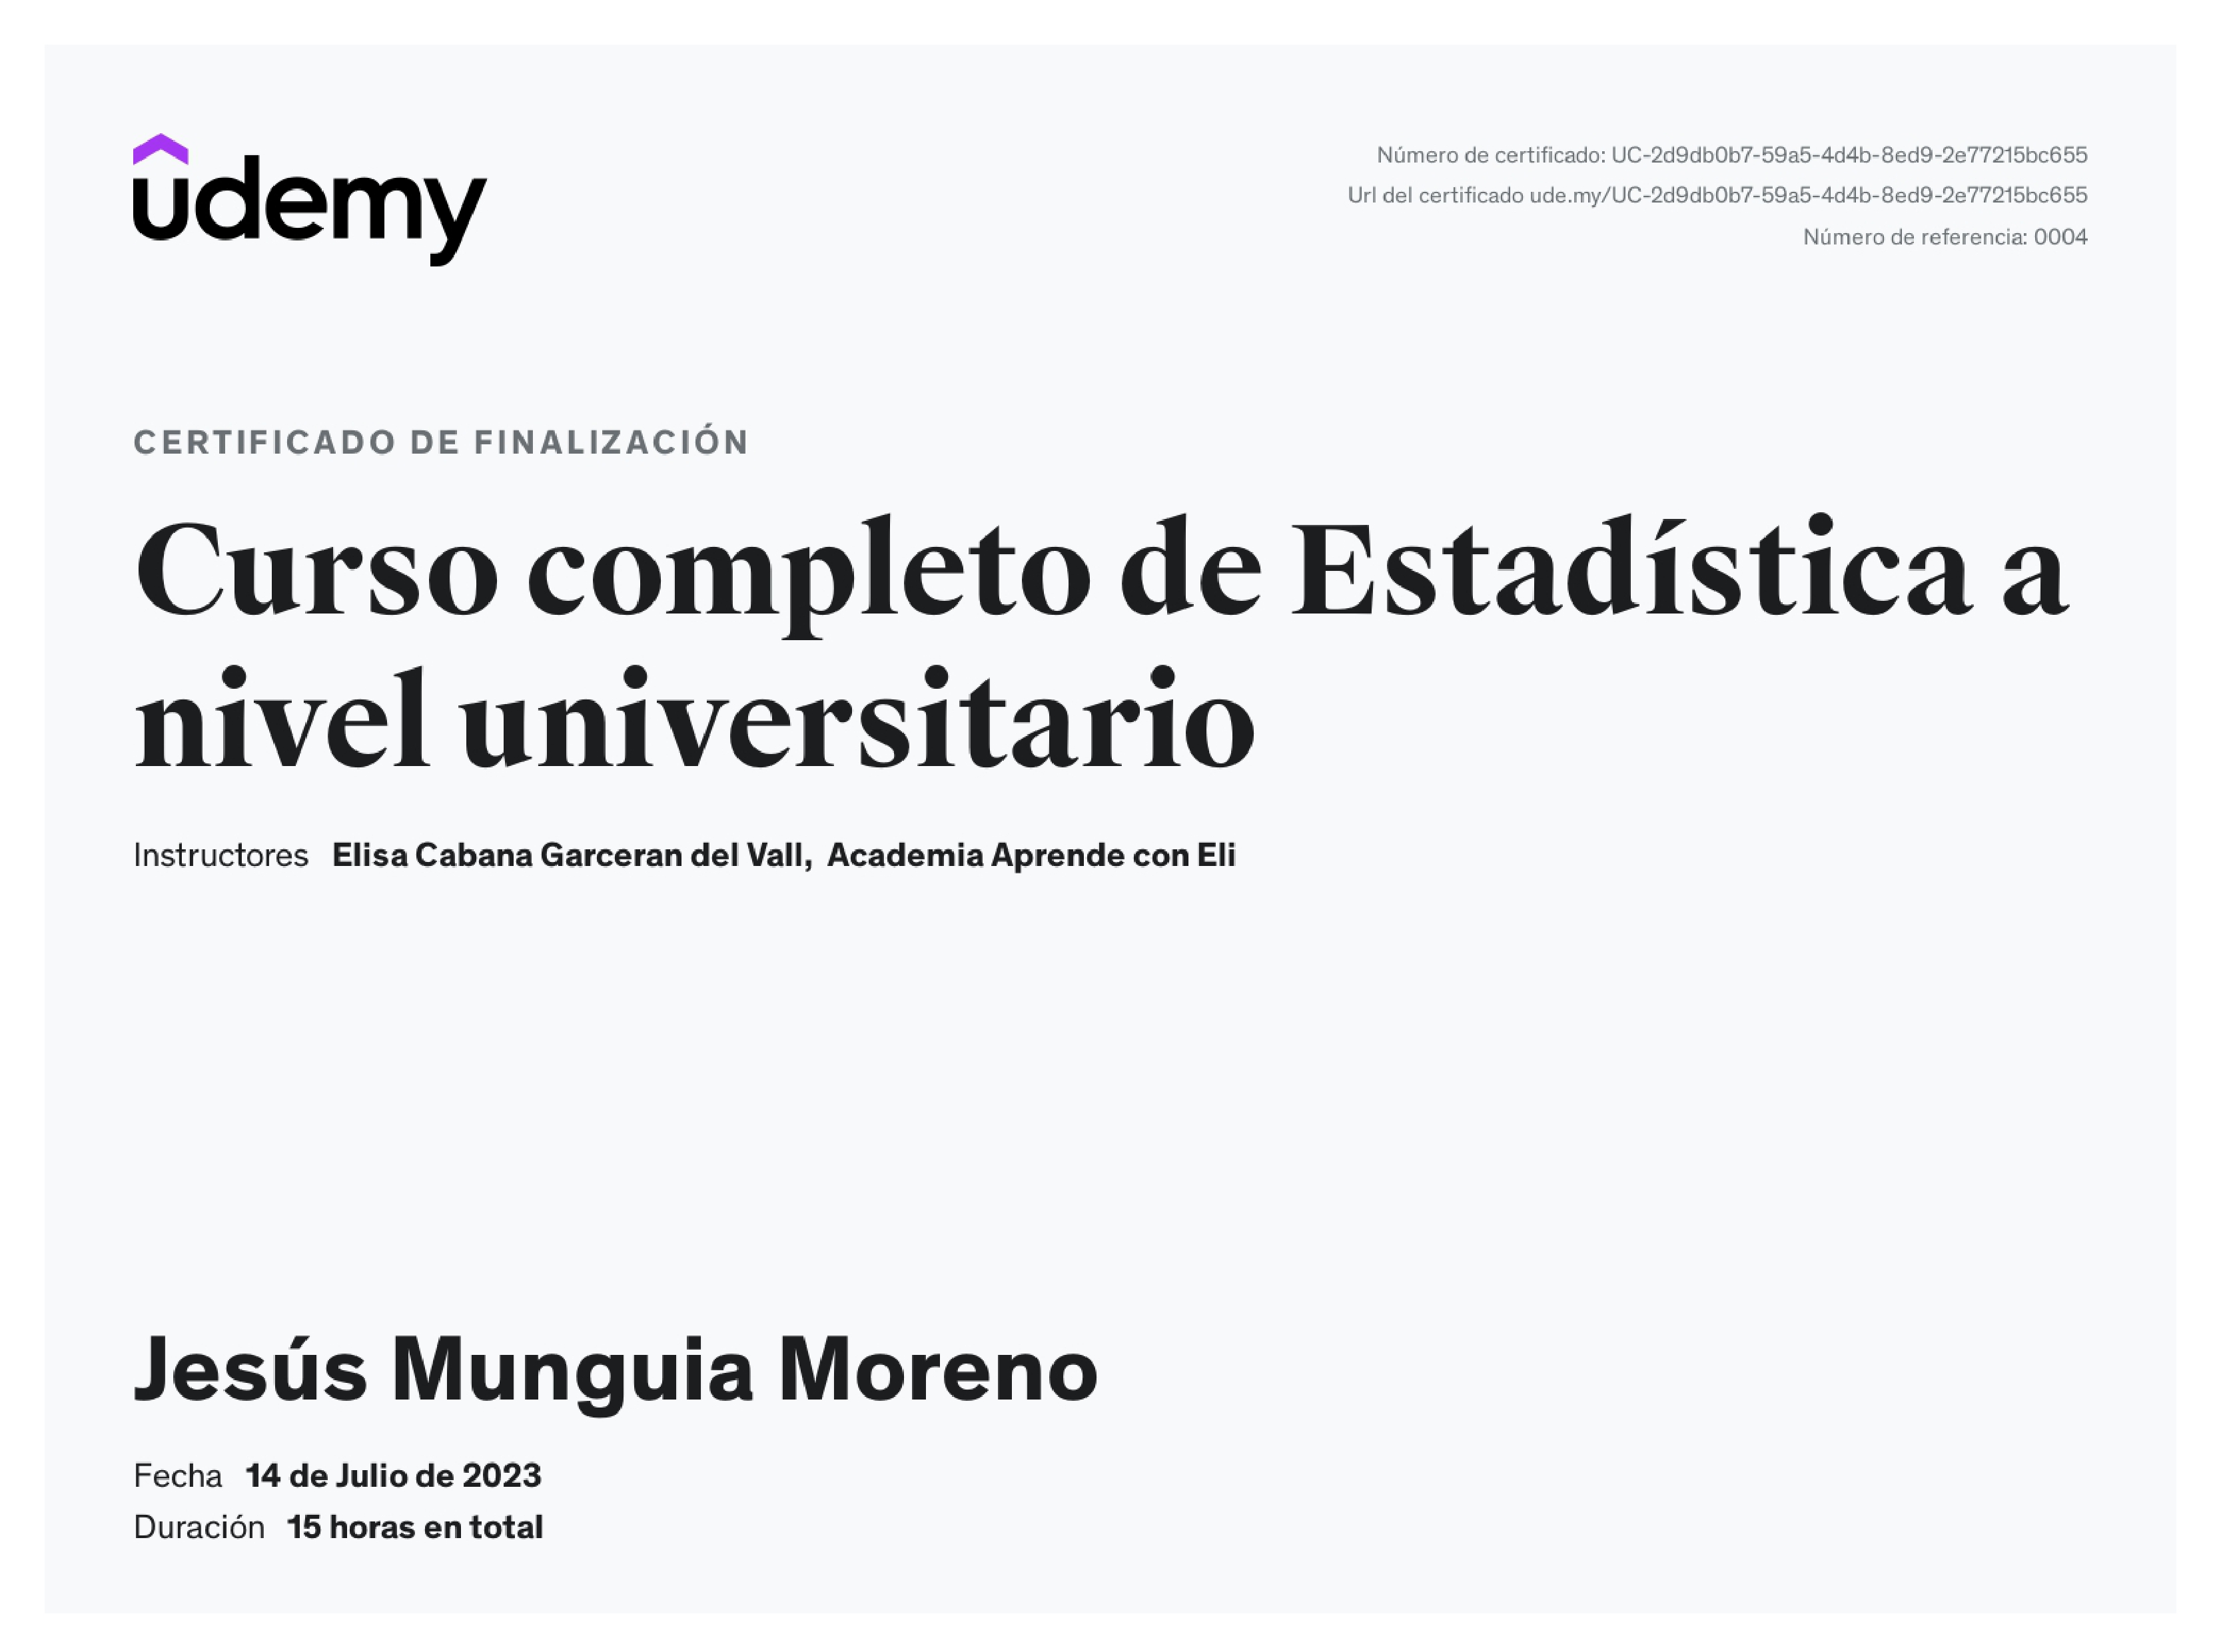 udemy
Número de certificado: UC-2d9db0b7-59a5-4d4b-8ed9-2e77215bc655
Url del certificado ude.my/UC-2d9db0b7-59a5-4d4b-8ed9-2e77215bc655
Número de referencia: 0004
CERTIFICADO DE FINALIZACIÓN
Curso completo de Estadística a
nivel universitario
Instructores Elisa Cabana Garceran del Vall, Academia Aprende con Eli
Jesús Munguia Moreno
Fecha 14 de Julio de 2023
Duración 15 horas en total